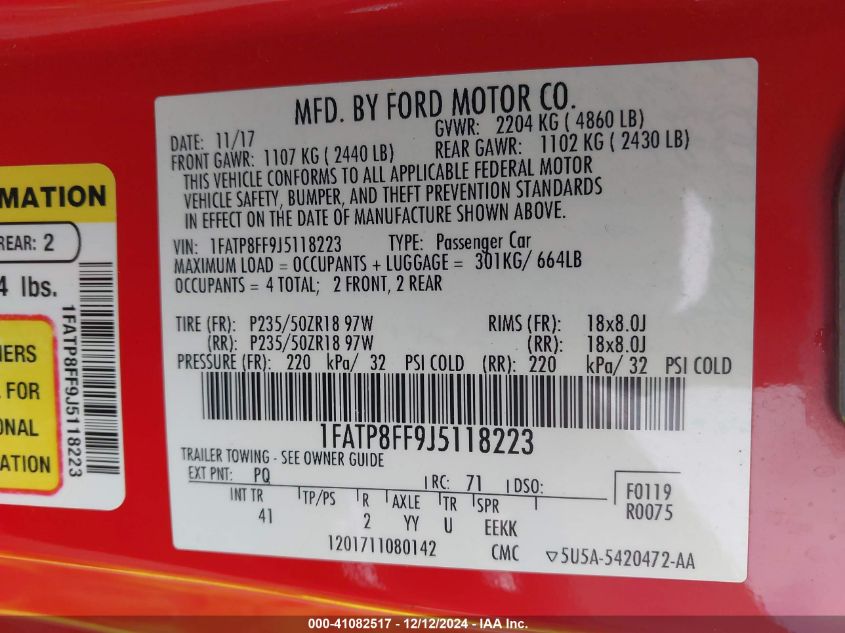 MFD. BY FORD MOTOR CO.
DATE: 11/17 GVWR: 2204 KG ( 4860 LB)
FRONT GAWR: 1107 KG ( 2440 LB) REAR GAWR: 1102 KG ( 2430 LB)
THIS VEHICLE CONFORMS TO ALL APPLICABLE FEDERAL MOTOR
VEHICLE SAFETY, BUMPER, AND THEFT PREVENTION STANDARDS
IN EFFECT ON THE DATE OF MANUFACTURE SHOWN ABOVE.
VIN: 1FATP8FF9J5118223 TYPE: Passenger Car
MAXIMUM LOAD = OCCUPANTS + LUGGAGE = 301KG/ 664LB
OCCUPANTS = 4 TOTAL; 2 FRONT, 2 REAR
TIRE (FR): P235/50ZR18 97W RIMS (FR): 18x8.0J
(RR): P235/50ZR18 97W (RR): 18x8.0J
PRESSURE (FR): 220 kPa/ 32 PSI COLD (RR): 220 kPa/ 32 PSI COLD
1FATP8FF9J5118223
TRAILER TOWING - SEE OWNER GUIDE
EXT PNT: PQ RC: 71 DSO:
F0119
R0075
INT TR TP/PS R AXLE TR SPR
41 2 YY U EEKK
1201711080142 CMC ▽5U5A-5420472-AA
MATION
REAR: 2
4 lbs.
1FATP8FF9J5118223
NERS
FOR
ONAL
ATION
000-41082517 - 12/12/2024 - IAA Inc.